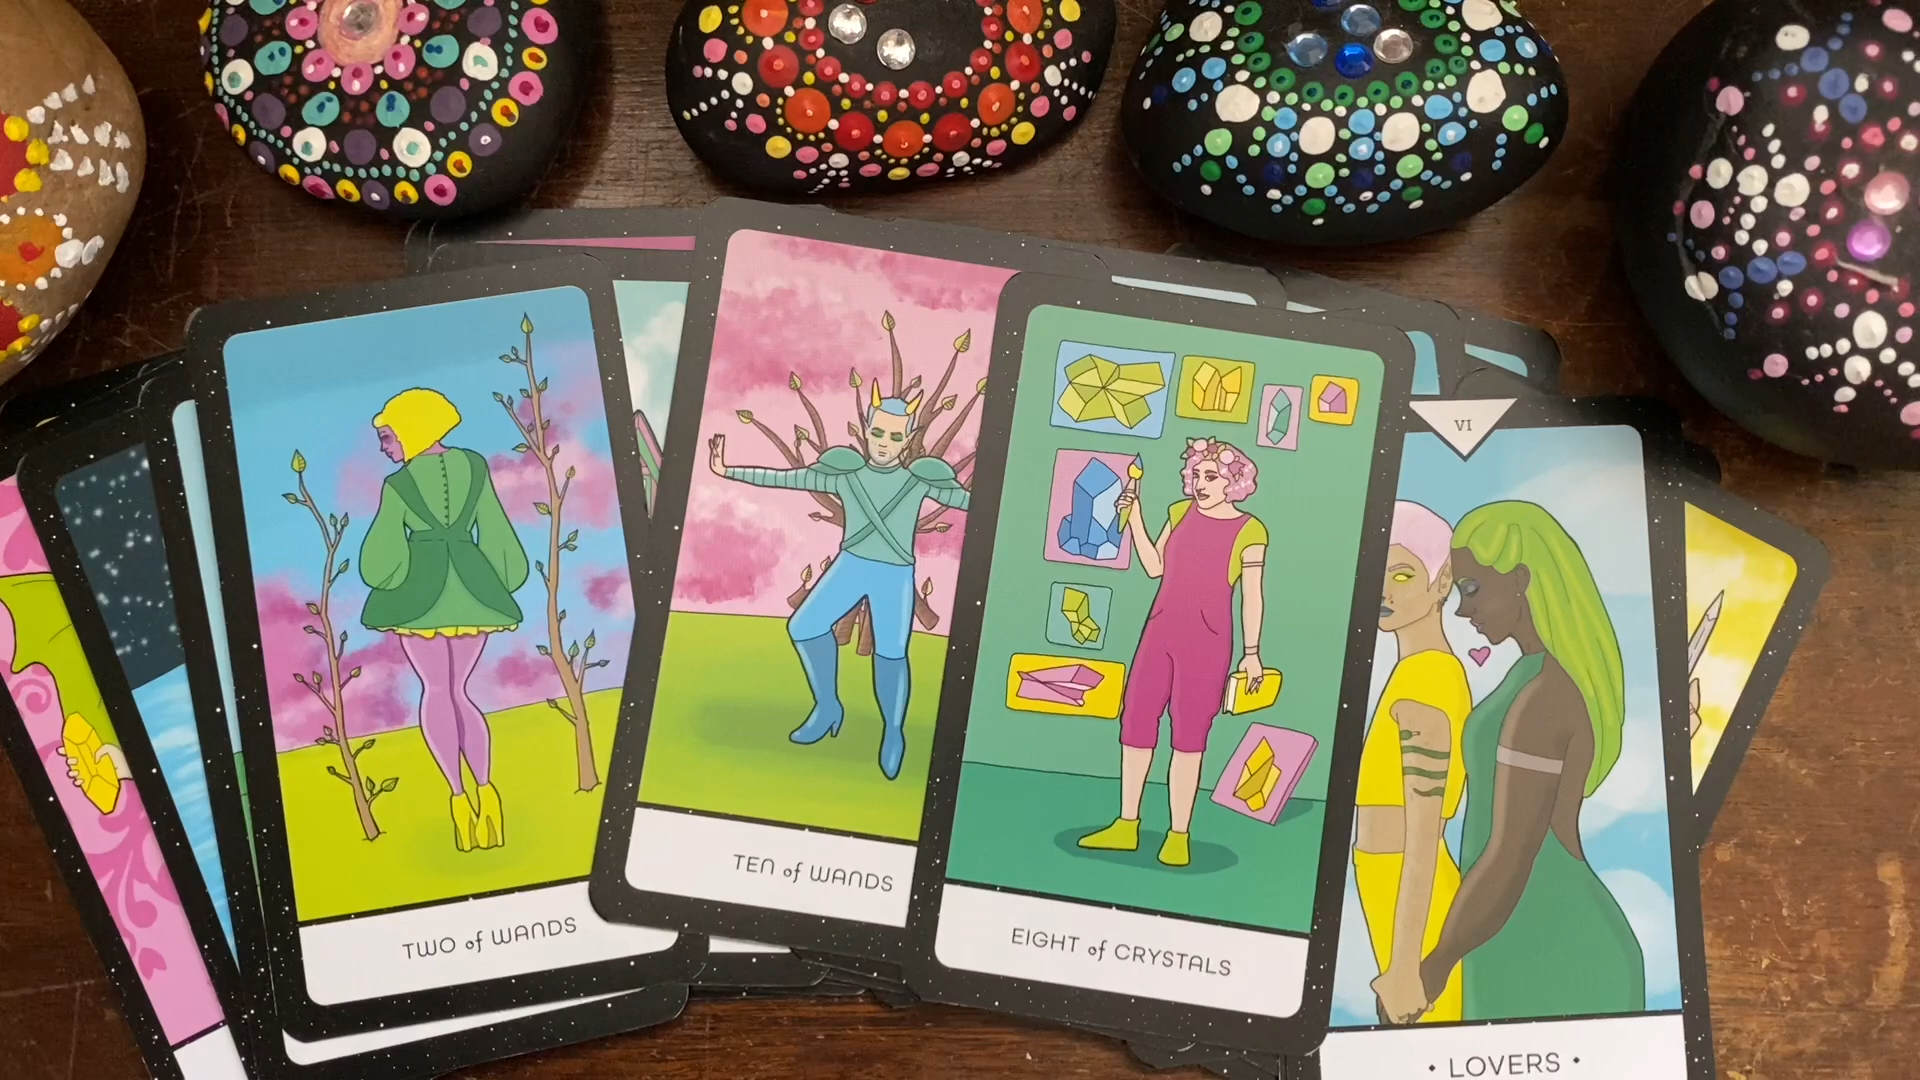 VI
TWO of WANDS
TEN of WANDS
EIGHT of CRYSTALS
• LOVERS •